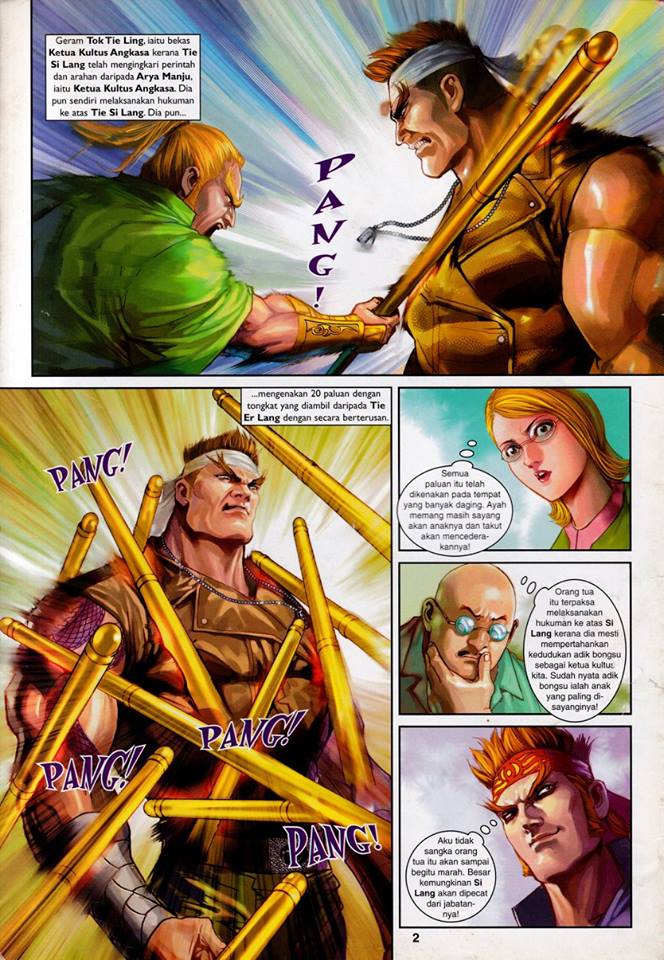 Geram Tok Tie Ling, iaitu bekas
Ketua Kultus Angkasa kerana Tie
Si Lang telah mengingkari perintah
dan arahan daripada Arya Manju,
iaitu Ketua Kultus Angkasa. Dia
pun sendiri melaksanakan hukuman
ke atas Tie Si Lang. Dia pun...
PANG!
...mengenakan 20 paluan dengan
tongkat yang diambil daripada Tie
Er Lang dengan secara berterusan.
PANG!
PANG!
PANG!
PANG!
Semua
paluan itu telah
dikenakan pada tempat
yang banyak daging. Ayah
memang masih sayang
akan anaknya dan takut
akan mencedera-
kannya!
Orang tua
itu terpaksa
melaksanakan
hukuman ke atas Si
Lang kerana dia mesti
mempertahankan
kedudukan adik bongsu
sebagai ketua kultus
kita. Sudah nyata adik
bongsu ialah anak
yang paling di-
sayanginya!
Aku tidak
sangka orang
tua itu akan sampai
begitu marah. Besar
kemungkinan Si
Lang akan dipecat
dari jabatan-
nya!
2